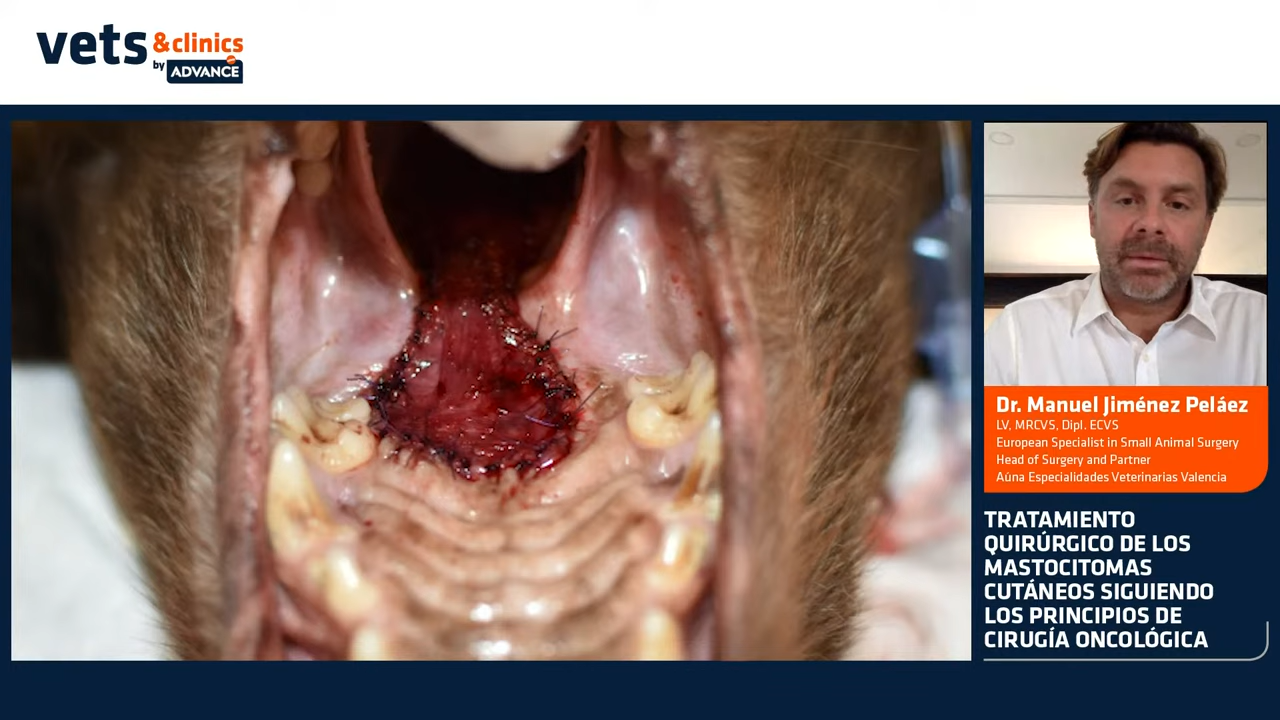 vets &clinics
by ADVANCE
Dr. Manuel Jiménez Peláez
LV, MRCVS, Dipl. ECVS
European Specialist in Small Animal Surgery
Head of Surgery and Partner
Aúna Especialidades Veterinarias Valencia
TRATAMIENTO
QUIRÚRGICO DE LOS
MASTOCITOMAS
CUTÁNEOS SIGUIENDO
LOS PRINCIPIOS DE
CIRUGÍA ONCOLÓGICA